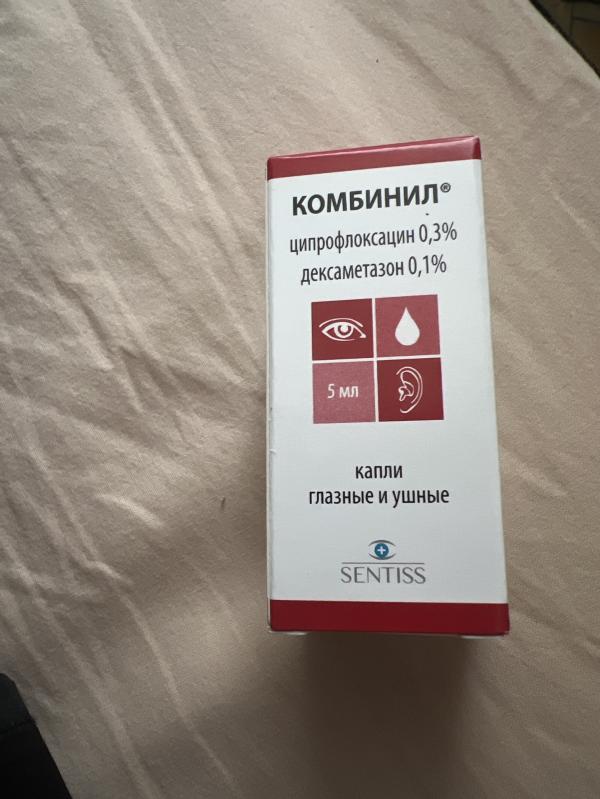 КОМБИНИЛ®
ципрофлоксацин 0,3%
дексаметазон 0,1%
5 мл
капли
глазные и ушные
SENTISS